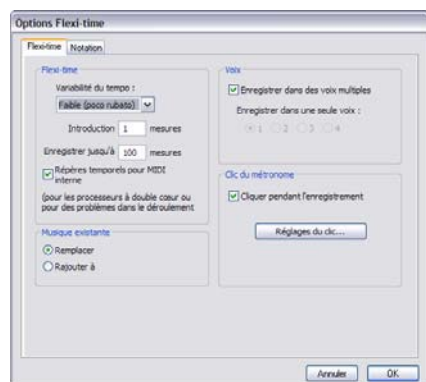 Options Flexi-time
Flexi-time Notation
Flexi-time
Variabilité du tempo :
Faible (poco rubato)
Introduction 1 mesures
Enregistrer jusqu'à 100 mesures
Répères temporels pour MIDI
interne
(pour les processeurs à double cœur ou
pour des problèmes dans le déroulement
Musique existante
Remplacer
Rajouter à
Voix
Enregistrer dans des voix multiples
Enregistrer dans une seule voix :
1 2 3 4
Clic du métronome
Cliquer pendant l'enregistrement
Réglages du clic...
Annuler OK